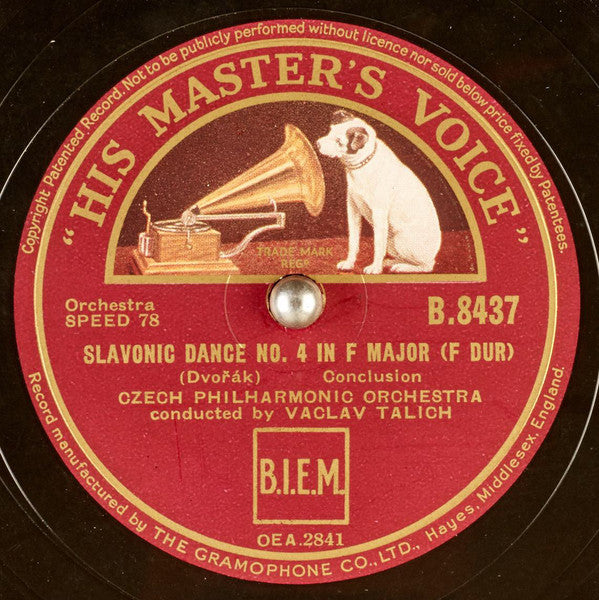 Copyright Patented Record. Not to be publicly performed without licence nor sold below price fixed by Patentees.
"HIS MASTER'S VOICE"
TRADE MARK
REGD
Orchestra
SPEED 78
B.8437
SLAVONIC DANCE NO. 4 IN F MAJOR (F DUR)
(Dvořák) Conclusion
CZECH PHILHARMONIC ORCHESTRA
conducted by VACLAV TALICH
B.I.E.M.
OEA.2841
Record manufactured by THE GRAMOPHONE CO., LTD., Hayes, Middlesex, England.